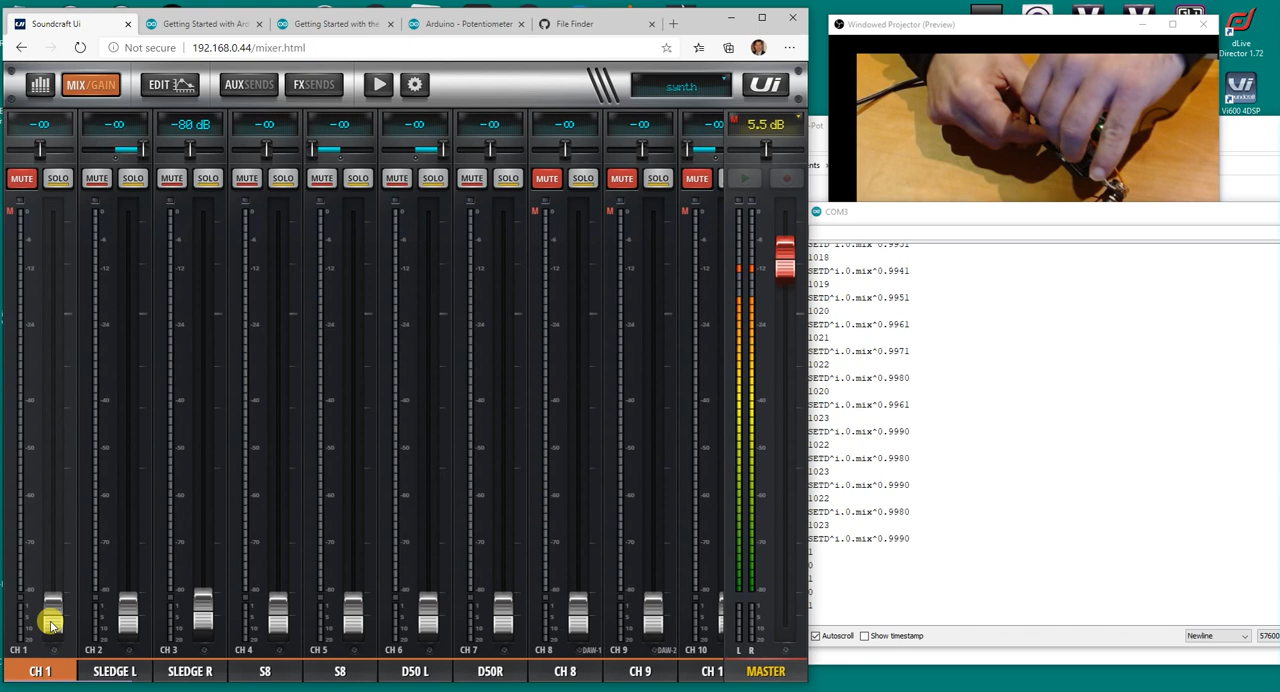 Soundcraft Ui
Getting Started with Ard
Getting Started with the
Arduino - Potentiometer
File Finder
Not secure
192.168.0.44/mixer.html
MIX/GAIN
EDIT
AUXSENDS
FXSENDS
synth
Ui
-∞
-∞
-80 dB
-∞
-∞
-∞
-∞
-∞
-∞
-∞
M
5.5 dB
MUTE
SOLO
MUTE
SOLO
MUTE
SOLO
MUTE
SOLO
MUTE
SOLO
MUTE
SOLO
MUTE
SOLO
MUTE
SOLO
MUTE
SOLO
MUTE
CH 1
CH 2
CH 3
CH 4
CH 5
CH 6
CH 7
CH 8
DAW-1
CH 9
DAW-2
CH 10
L
R
CH 1
SLEDGE L
SLEDGE R
S8
S8
D50 L
D50R
CH 8
CH 9
CH 1
MASTER
Windowed Projector (Preview)
dLive
Director 1.72
Vi600 4DSP
-Pot
COM3
1018
SETD^i.0.mix^0.9941
1019
SETD^i.0.mix^0.9951
1020
SETD^i.0.mix^0.9961
1021
SETD^i.0.mix^0.9971
1022
SETD^i.0.mix^0.9980
1020
SETD^i.0.mix^0.9961
1023
SETD^i.0.mix^0.9990
1022
SETD^i.0.mix^0.9980
1023
SETD^i.0.mix^0.9990
1022
SETD^i.0.mix^0.9980
1023
SETD^i.0.mix^0.9990
1
0
1
0
1
Autoscroll
Show timestamp
Newline
57600